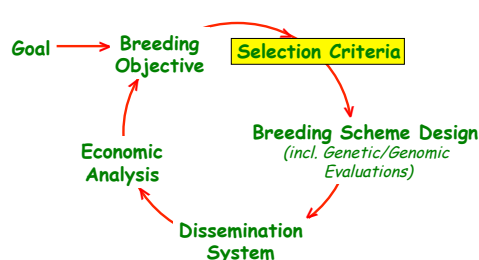 Goal
Breeding
Objective
Selection Criteria
Breeding Scheme Design
(incl. Genetic/Genomic
Evaluations)
Dissemination
System
Economic
Analysis